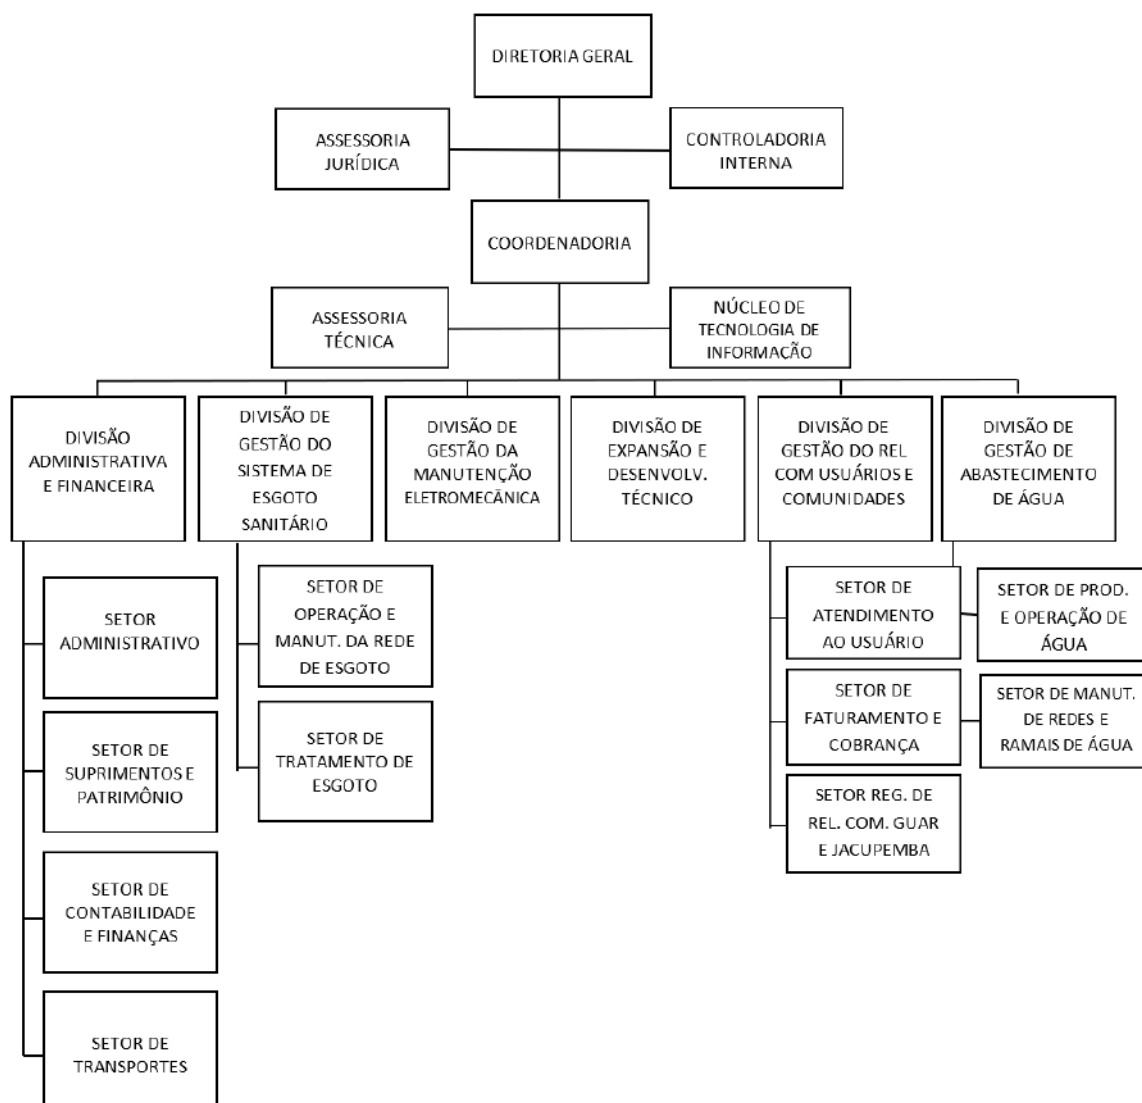 DIRETORIA GERAL
ASSESSORIA
JURÍDICA
CONTROLADORIA
INTERNA
COORDENADORIA
ASSESSORIA
TÉCNICA
NÚCLEO DE
TECNOLOGIA DE
INFORMAÇÃO
DIVISÃO
ADMINISTRATIVA
E FINANCEIRA
DIVISÃO DE
GESTÃO DO
SISTEMA DE
ESGOTO
SANITÁRIO
DIVISÃO DE
GESTÃO DA
MANUTENÇÃO
ELETROMECÂNICA
DIVISÃO DE
EXPANSÃO E
DESENVOLV.
TÉCNICO
DIVISÃO DE
GESTÃO DO REL
COM USUÁRIOS E
COMUNIDADES
DIVISÃO DE
GESTÃO DE
ABASTECIMENTO
DE ÁGUA
SETOR
ADMINISTRATIVO
SETOR DE
SUPRIMENTOS E
PATRIMÔNIO
SETOR DE
CONTABILIDADE
E FINANÇAS
SETOR DE
TRANSPORTES
SETOR DE
OPERAÇÃO E
MANUT. DA REDE
DE ESGOTO
SETOR DE
TRATAMENTO DE
ESGOTO
SETOR DE
ATENDIMENTO
AO USUÁRIO
SETOR DE
FATURAMENTO E
COBRANÇA
SETOR REG. DE
REL. COM. GUAR
E JACUPEMBA
SETOR DE PROD.
E OPERAÇÃO DE
ÁGUA
SETOR DE MANUT.
DE REDES E
RAMAIS DE ÁGUA